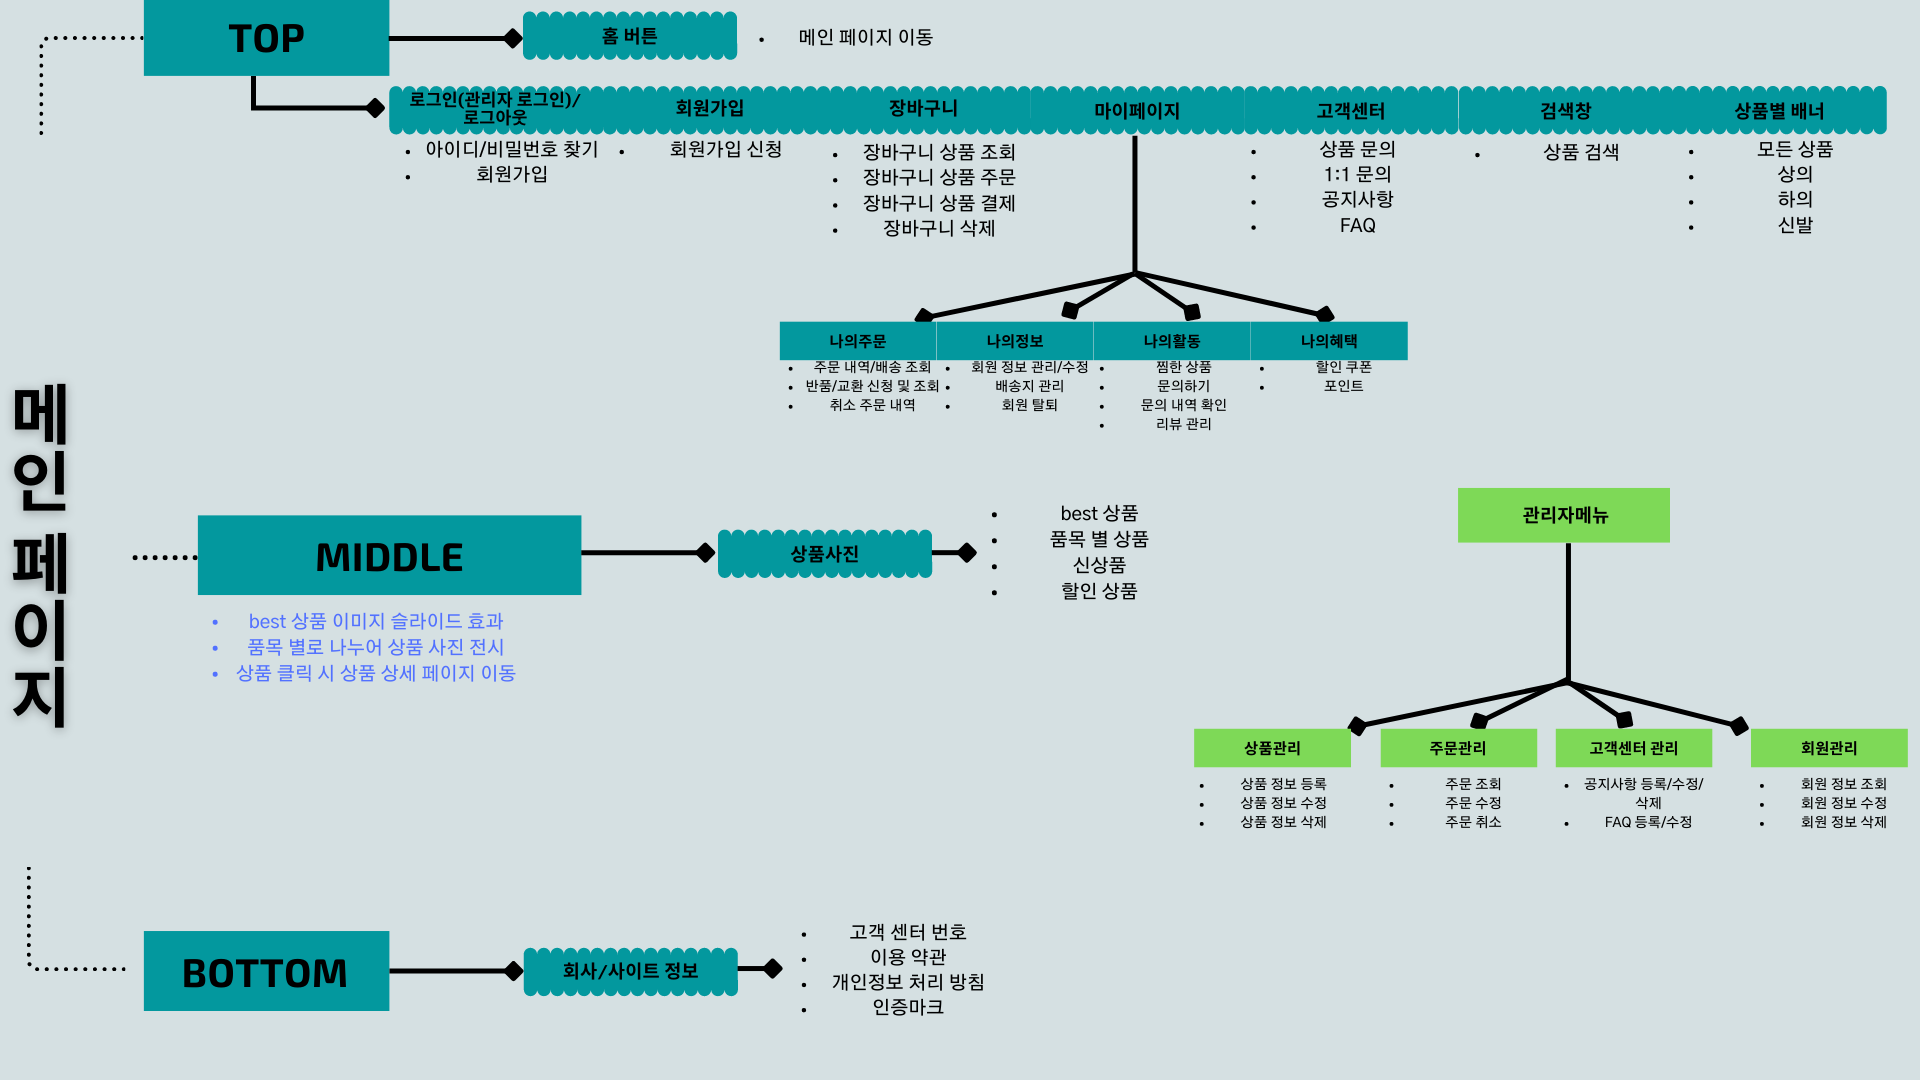 TOP
홈 버튼
메인 페이지 이동
로그인(관리자 로그인)/
로그아웃
아이디/비밀번호 찾기
회원가입
회원가입
회원가입 신청
장바구니
장바구니 상품 조회
장바구니 상품 주문
장바구니 상품 결제
장바구니 삭제
마이페이지
고객센터
상품 문의
1:1 문의
공지사항
FAQ
검색창
상품 검색
상품별 배너
모든 상품
상의
하의
신발
나의주문
주문 내역/배송 조회
반품/교환 신청 및 조회
취소 주문 내역
나의정보
회원 정보 관리/수정
배송지 관리
회원 탈퇴
나의활동
찜한 상품
문의하기
문의 내역 확인
리뷰 관리
나의혜택
할인 쿠폰
포인트
메인 페이지
MIDDLE
best 상품 이미지 슬라이드 효과
품목 별로 나누어 상품 사진 전시
상품 클릭 시 상품 상세 페이지 이동
상품사진
best 상품
품목 별 상품
신상품
할인 상품
관리자메뉴
상품관리
상품 정보 등록
상품 정보 수정
상품 정보 삭제
주문관리
주문 조회
주문 수정
주문 취소
고객센터 관리
공지사항 등록/수정/
삭제
FAQ 등록/수정
회원관리
회원 정보 조회
회원 정보 수정
회원 정보 삭제
BOTTOM
회사/사이트 정보
고객 센터 번호
이용 약관
개인정보 처리 방침
인증마크